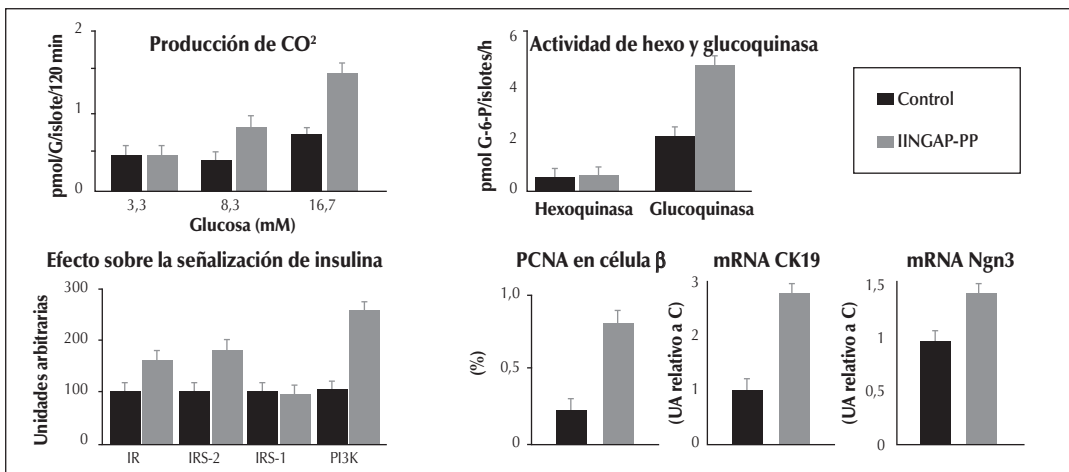 Producción de CO²
pmol/G/islote/120 min
2
1
1
0
3,3
8,3
16,7
Glucosa (mM)
Actividad de hexo y glucoquinasa
pmol G-6-P/islotes/h
6
4
2
0
Hexoquinasa
Glucoquinasa
Control
IINGAP-PP
Efecto sobre la señalización de insulina
Unidades arbitrarias
300
200
100
0
IR
IRS-2
IRS-1
PI3K
PCNA en célula β
(%)
1,0
0,5
0
mRNA CK19
(UA relativo a C)
3
2
1
0
mRNA Ngn3
(UA relativo a C)
1,5
1
0,5
0